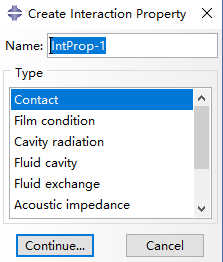 Create Interaction Property
Name: IntProp-1
Type
Contact
Film condition
Cavity radiation
Fluid cavity
Fluid exchange
Acoustic impedance
Continue... Cancel